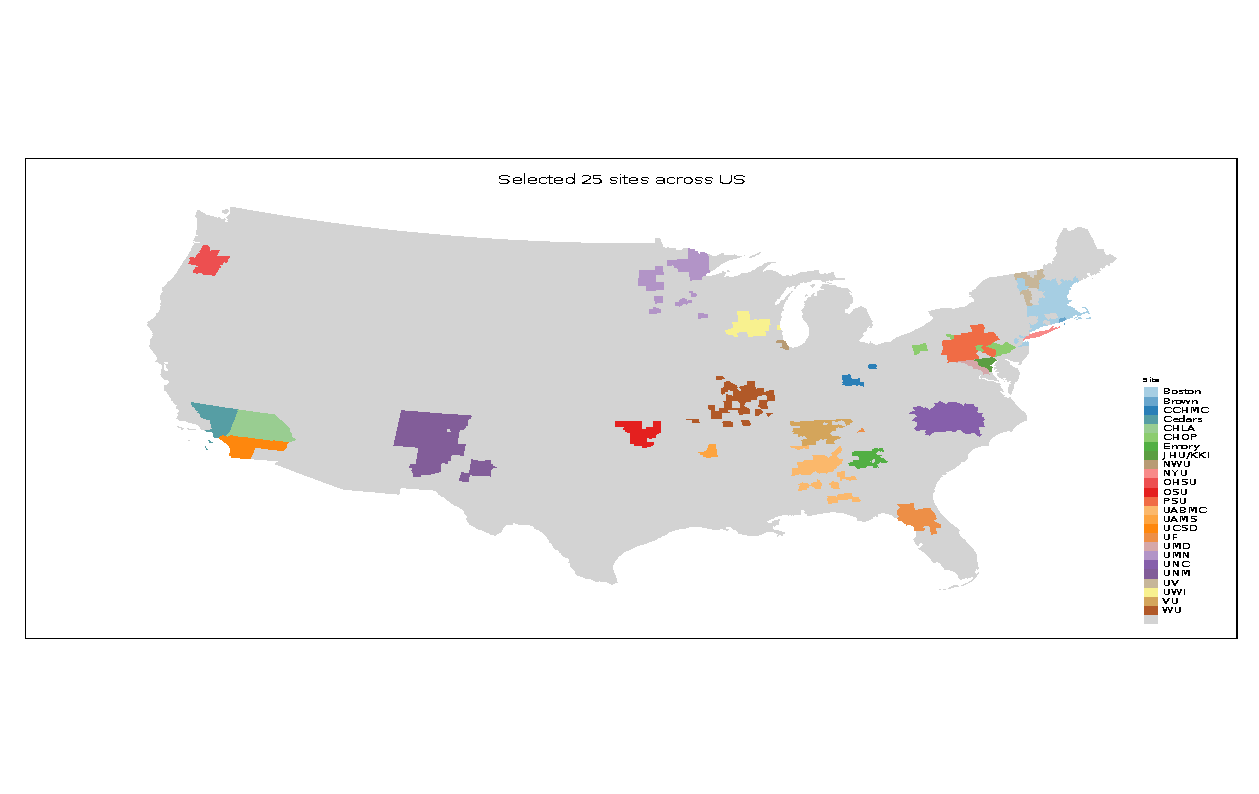 Selected 25 sites across US
Site
Boston
Brown
CCHMC
Cedars
CHLA
CHOP
Emory
JHU/KKI
NWU
NYU
OHSU
OSU
PSU
UABMC
UAMS
UCSD
UF
UMD
UMN
UNC
UNM
UV
UWI
VU
WU